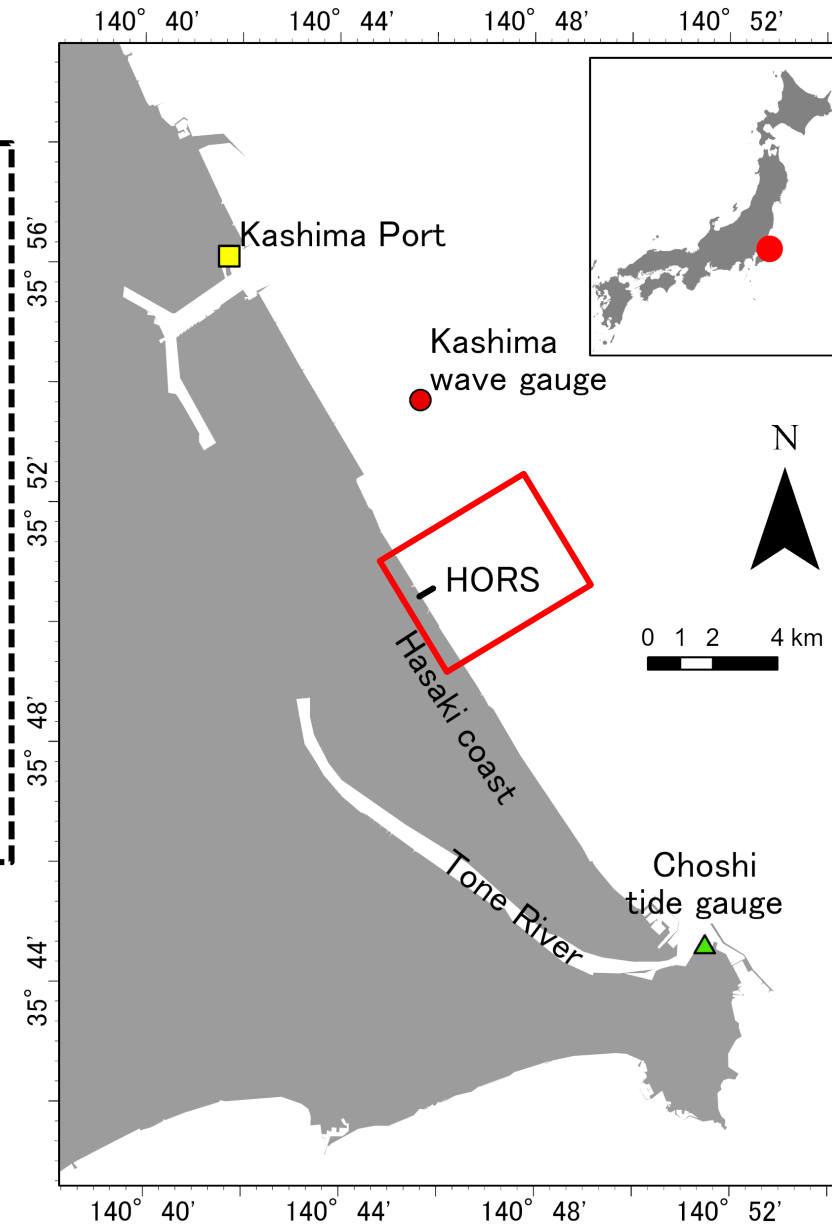 140° 40' 140° 44' 140° 48' 140° 52'
35° 56'
Kashima Port
Kashima
wave gauge
N
35° 52'
HORS
0 1 2 4 km
Hasaki coast
35° 48'
Tone River
Choshi
tide gauge
35° 44'
140° 40' 140° 44' 140° 48' 140° 52'